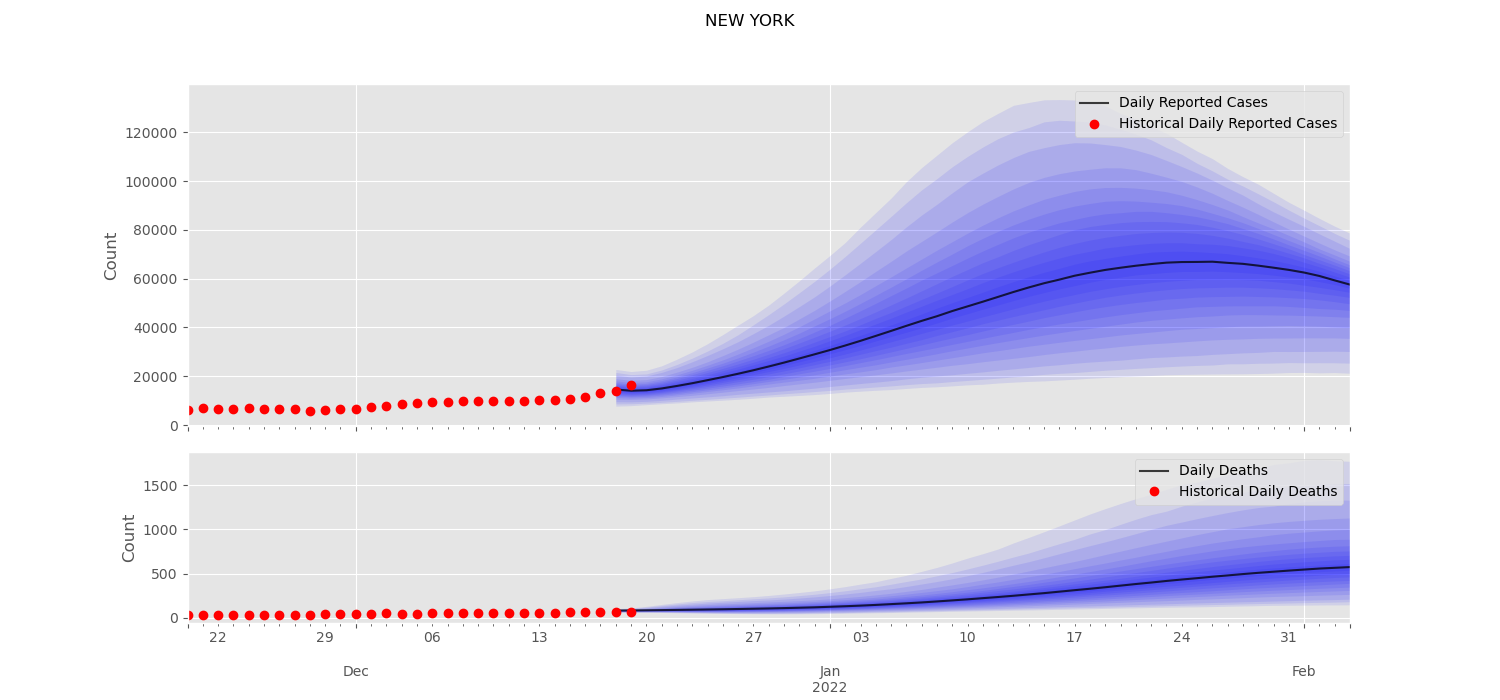 NEW YORK
Daily Reported Cases
Historical Daily Reported Cases
120000
100000
80000
60000
40000
20000
0
Count
Daily Deaths
Historical Daily Deaths
1500
1000
500
0
Count
22 29 06 13 20 27 03 10 17 24 31
Dec Jan Feb
2022